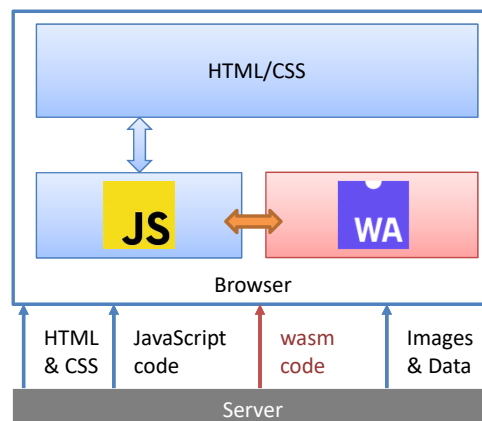 HTML/CSS
JS
WA
Browser
HTML
& CSS
JavaScript
code
wasm
code
Images
& Data
Server